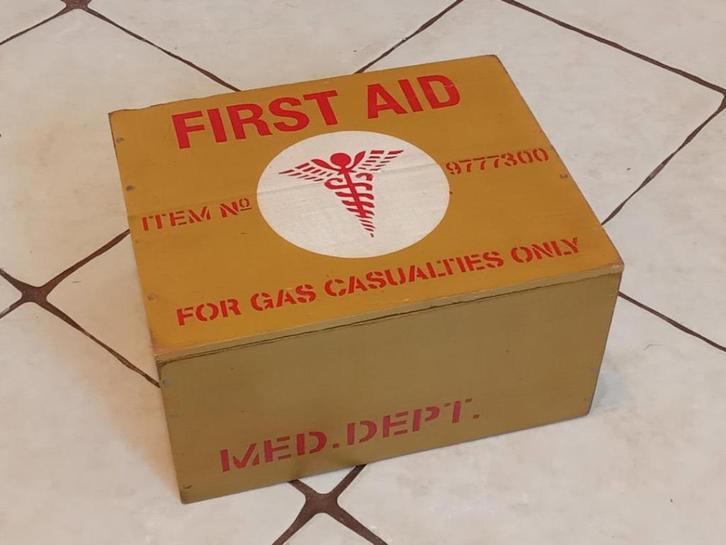 FIRST AID
ITEM Nº 9777300
FOR GAS CASUALTIES ONLY
MED.DEPT.